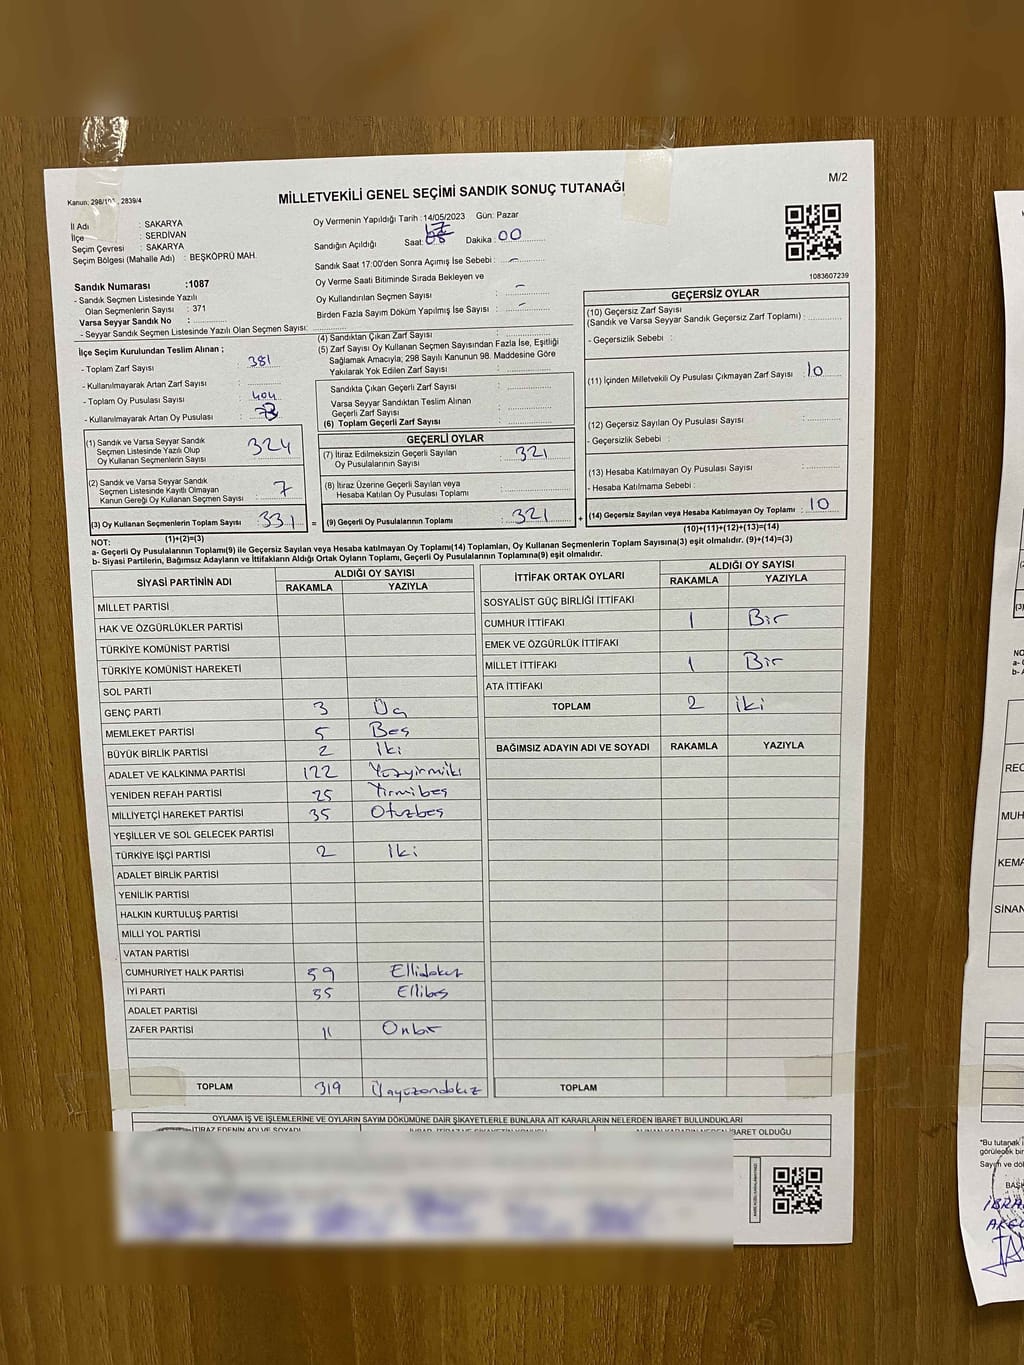 M/2
Kanun: 298/10 , 2839/4
MİLLETVEKİLİ GENEL SEÇİMİ SANDIK SONUÇ TUTANAĞI
İl Adı : SAKARYA
İlçe : SERDİVAN
Seçim Çevresi : SAKARYA
Seçim Bölgesi (Mahalle Adı) : BEŞKÖPRÜ MAH.
Sandık Numarası :1087
- Sandık Seçmen Listesinde Yazılı
Olan Seçmenlerin Sayısı : 371
Varsa Seyyar Sandık No :
- Seyyar Sandık Seçmen Listesinde Yazılı Olan Seçmen Sayısı:
Oy Vermenin Yapıldığı Tarih : 14/05/2023 Gün: Pazar
Sandığın Açıldığı Saat: 17 Dakika : 00
Sandık Saat 17:00'den Sonra Açımış İse Sebebi : -
Oy Verme Saati Bitiminde Sırada Bekleyen ve
Oy Kullandırılan Seçmen Sayısı : -
Birden Fazla Sayım Döküm Yapılmış İse Sayısı : -
1083607239
İlçe Seçim Kurulundan Teslim Alınan ;
- Toplam Zarf Sayısı : 381
- Kullanılmayarak Artan Zarf Sayısı :
- Toplam Oy Pusulası Sayısı : 404
- Kullanılmayarak Artan Oy Pusulası : 73
(1) Sandık ve Varsa Seyyar Sandık
Seçmen Listesinde Yazılı Olup
Oy Kullanan Seçmenlerin Sayısı : 324
(2) Sandık ve Varsa Seyyar Sandık
Seçmen Listesinde Kayıtlı Olmayan
Kanun Gereği Oy Kullanan Seçmen Sayısı : 7
(3) Oy Kullanan Seçmenlerin Toplam Sayısı : 331 =
(1)+(2)=(3)
(4) Sandıktan Çıkan Zarf Sayısı :
(5) Zarf Sayısı Oy Kullanan Seçmen Sayısından Fazla İse, Eşitliği
Sağlamak Amacıyla; 298 Sayılı Kanunun 98. Maddesine Göre
Yakılarak Yok Edilen Zarf Sayısı :
Sandıkta Çıkan Geçerli Zarf Sayısı :
Varsa Seyyar Sandıktan Teslim Alınan
Geçerli Zarf Sayısı :
(6) Toplam Geçerli Zarf Sayısı :
GEÇERLİ OYLAR
(7) İtiraz Edilmeksizin Geçerli Sayılan
Oy Pusulalarının Sayısı : 321
(8) İtiraz Üzerine Geçerli Sayılan veya
Hesaba Katılan Oy Pusulası Toplamı :
(9) Geçerli Oy Pusulalarının Toplamı : 321 +
GEÇERSİZ OYLAR
(10) Geçersiz Zarf Sayısı
(Sandık ve Varsa Seyyar Sandık Geçersiz Zarf Toplamı) :
- Geçersizlik Sebebi :
(11) İçinden Milletvekili Oy Pusulası Çıkmayan Zarf Sayısı : 10
(12) Geçersiz Sayılan Oy Pusulası Sayısı :
- Geçersizlik Sebebi :
(13) Hesaba Katılmayan Oy Pusulası Sayısı :
- Hesaba Katılmama Sebebi :
(14) Geçersiz Sayılan veya Hesaba Katılmayan Oy Toplamı : 10
(10)+(11)+(12)+(13)=(14)
NOT:
a- Geçerli Oy Pusulalarının Toplamı(9) ile Geçersiz Sayılan veya Hesaba katılmayan Oy Toplamı(14) Toplamları, Oy Kullanan Seçmenlerin Toplam Sayısına(3) eşit olmalıdır. (9)+(14)=(3)
b- Siyasi Partilerin, Bağımsız Adayların ve İttifakların Aldığı Ortak Oyların Toplamı, Geçerli Oy Pusulalarının Toplamına(9) eşit olmalıdır.
SİYASİ PARTİNİN ADI ALDIĞI OY SAYISI
RAKAMLA YAZIYLA
MİLLET PARTİSİ
HAK VE ÖZGÜRLÜKLER PARTİSİ
TÜRKİYE KOMÜNİST PARTİSİ
TÜRKİYE KOMÜNİST HAREKETİ
SOL PARTİ
GENÇ PARTİ 3 Üç
MEMLEKET PARTİSİ 5 Beş
BÜYÜK BİRLİK PARTİSİ 2 İki
ADALET VE KALKINMA PARTİSİ 122 Yüzyirmiiki
YENİDEN REFAH PARTİSİ 25 Yirmibeş
MİLLİYETÇİ HAREKET PARTİSİ 35 Otuzbeş
YEŞİLLER VE SOL GELECEK PARTİSİ
TÜRKİYE İŞÇİ PARTİSİ 2 İki
ADALET BİRLİK PARTİSİ
YENİLİK PARTİSİ
HALKIN KURTULUŞ PARTİSİ
MİLLİ YOL PARTİSİ
VATAN PARTİSİ
CUMHURİYET HALK PARTİSİ 59 Ellidokuz
İYİ PARTİ 55 Ellibeş
ADALET PARTİSİ
ZAFER PARTİSİ 11 Onbir
TOPLAM 319 Üçyüzondokuz
İTTİFAK ORTAK OYLARI ALDIĞI OY SAYISI
RAKAMLA YAZIYLA
SOSYALİST GÜÇ BİRLİĞİ İTTİFAKI
CUMHUR İTTİFAKI 1 Bir
EMEK VE ÖZGÜRLÜK İTTİFAKI
MİLLET İTTİFAKI 1 Bir
ATA İTTİFAKI
TOPLAM 2 iki
BAĞIMSIZ ADAYIN ADI VE SOYADI RAKAMLA YAZIYLA
TOPLAM
OYLAMA İŞ VE İŞLEMLERİNE VE OYLARIN SAYIM DÖKÜMÜNE DAİR ŞİKAYETLERLE BUNLARA AİT KARARLARIN NELERDEN İBARET BULUNDUKLARI
İTİRAZ EDENİN ADI VE SOYADI
İBARET OLDUĞU
(3)
NO
a-
b-
REC
MUH
KEMA
SİNAN
"Bu tutanak i
görülecek bir
Sayım ve dö
BAŞK
İBRA